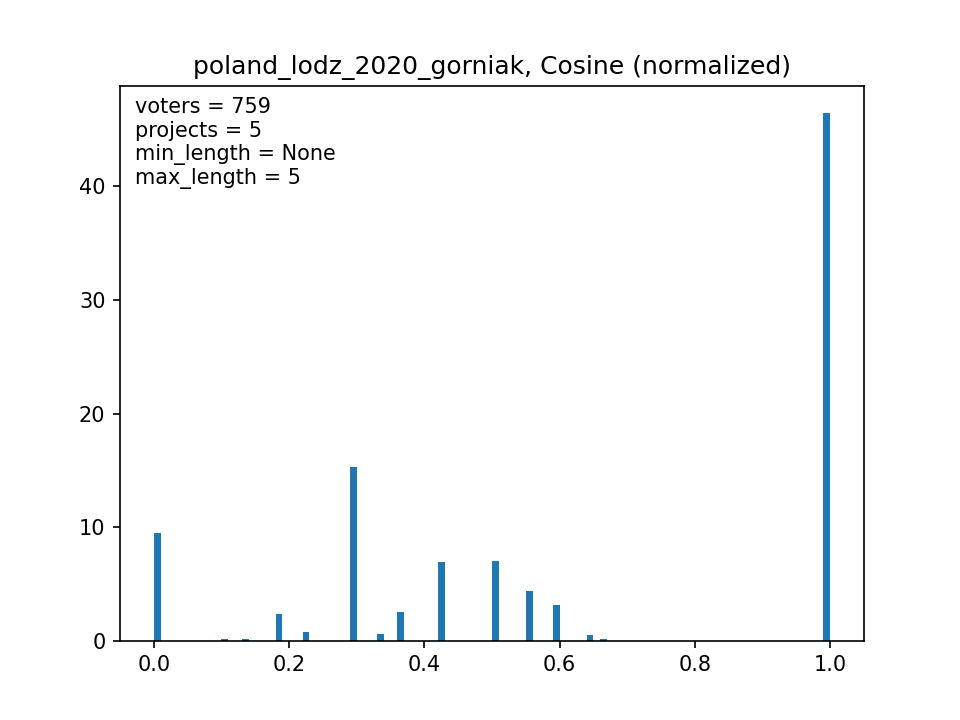 poland_lodz_2020_gorniak, Cosine (normalized)
voters = 759
projects = 5
min_length = None
max_length = 5
40
30
20
10
0
0.0 0.2 0.4 0.6 0.8 1.0